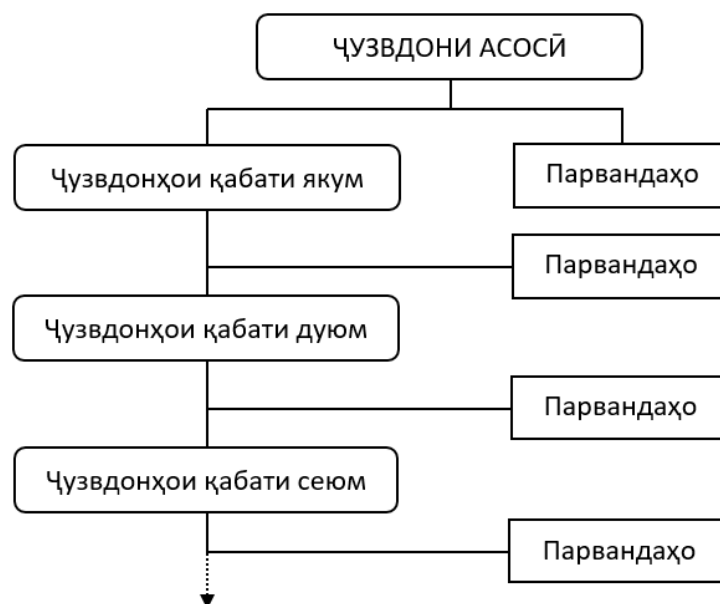 ҶУЗВДОНИ АСОСӢ
Ҷузвдонҳои қабати якум
Парвандаҳо
Парвандаҳо
Ҷузвдонҳои қабати дуюм
Парвандаҳо
Ҷузвдонҳои қабати сеюм
Парвандаҳо